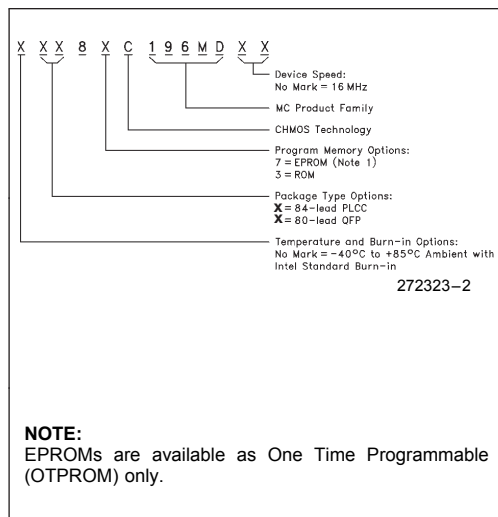 X XX 8 X C 196MD X X
Device Speed:
No Mark = 16 MHz
MC Product Family
CHMOS Technology
Program Memory Options:
7 = EPROM (Note 1)
3 = ROM
Package Type Options:
X = 84-lead PLCC
X = 80-lead QFP
Temperature and Burn-in Options:
No Mark = -40°C to +85°C Ambient with
Intel Standard Burn-in
272323–2
NOTE:
EPROMs are available as One Time Programmable
(OTPROM) only.